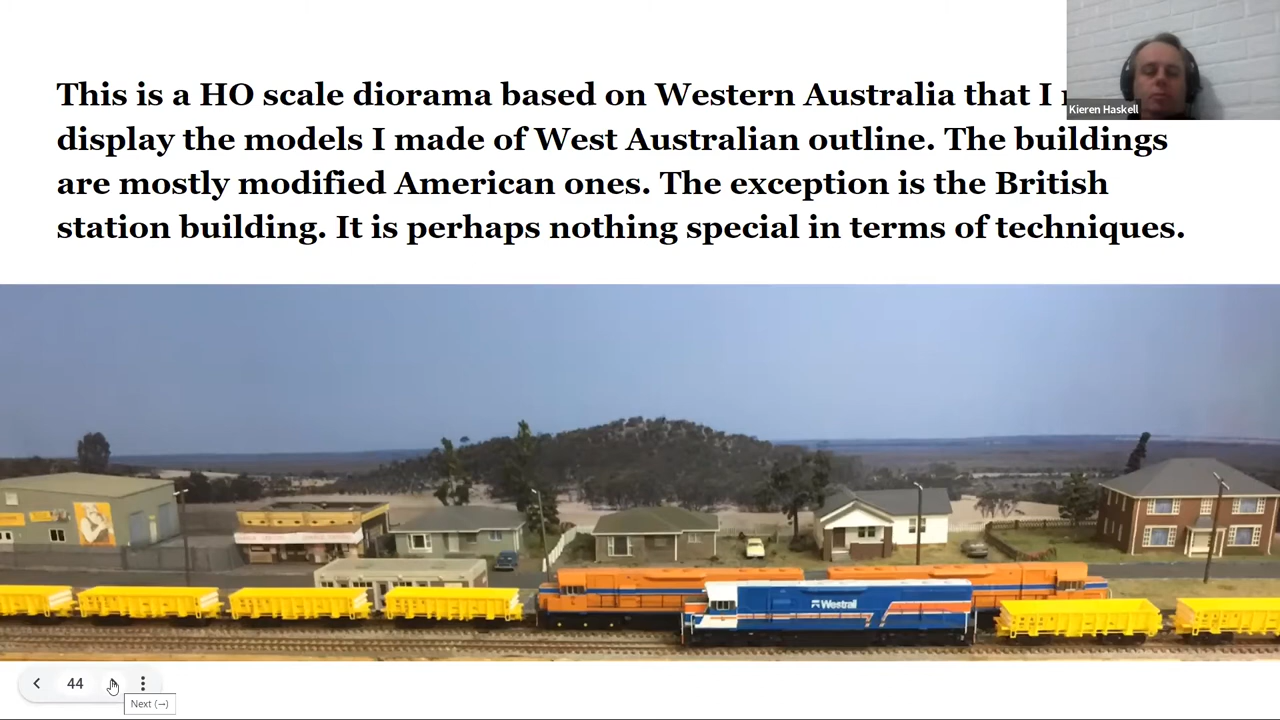 This is a HO scale diorama based on Western Australia that I
display the models I made of West Australian outline. The buildings
are mostly modified American ones. The exception is the British
station building. It is perhaps nothing special in terms of techniques.
Kieren Haskell
Westrail
44
Next (→)